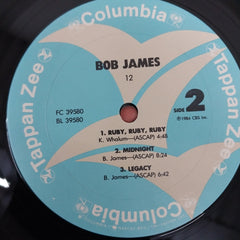 Columbia
Tappan Zee
Tappan Zee
BOB JAMES
12
FC 39580
BL 39580
SIDE 2
℗ 1984 CBS Inc.
1. RUBY, RUBY, RUBY
K. Whalum—(ASCAP) 4:48
2. MIDNIGHT
B. James—(ASCAP) 8:24
3. LEGACY
B. James—(ASCAP) 6:42
Columbia